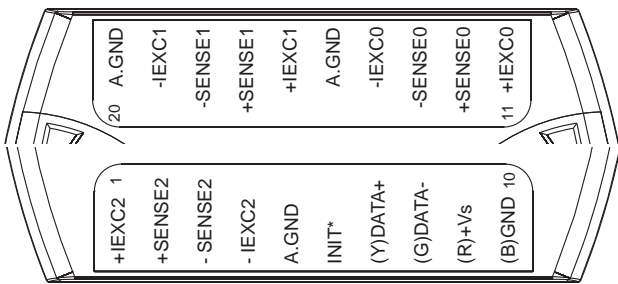 20 A.GND
-IEXC1
-SENSE1
+SENSE1
+IEXC1
A.GND
-IEXC0
-SENSE0
+SENSE0
11 +IEXC0
+IEXC2 1
+SENSE2
- SENSE2
- IEXC2
A.GND
INIT*
(Y)DATA+
(G)DATA-
(R)+Vs
(B)GND 10